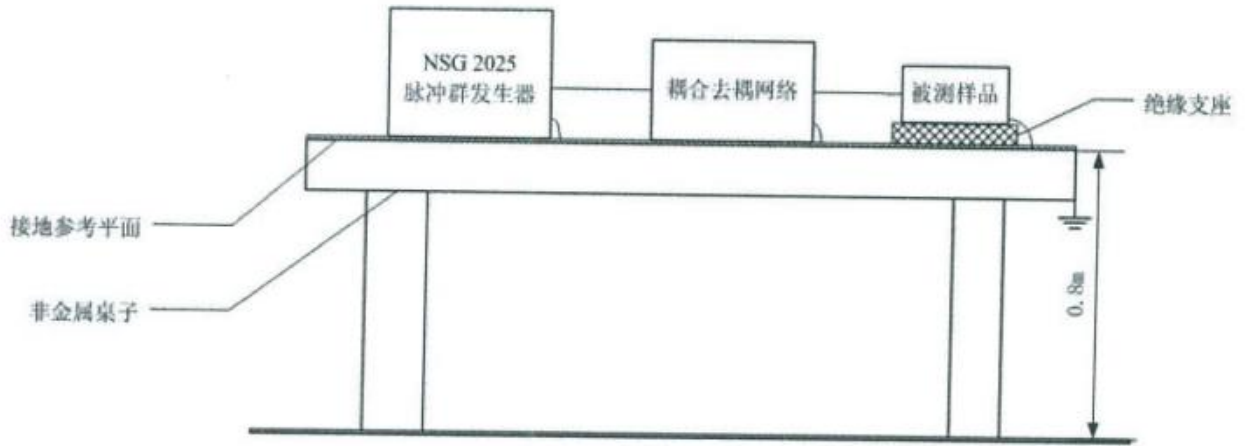 NSG 2025
脉冲群发生器
耦合去耦网络
被测样品
绝缘支座
接地参考平面
非金属桌子
0.8m